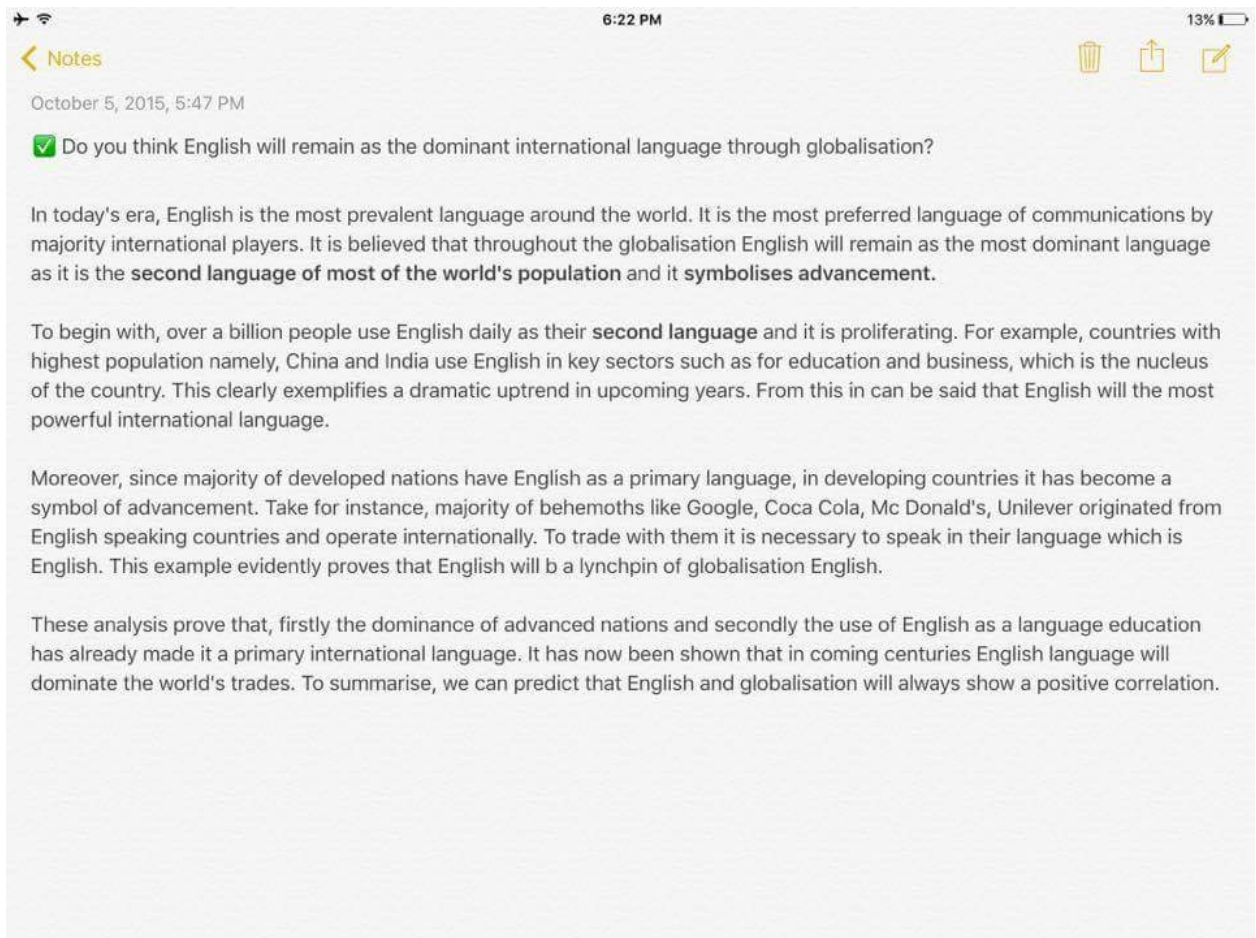 6:22 PM
13%
Notes
October 5, 2015, 5:47 PM
✅ Do you think English will remain as the dominant international language through globalisation?
In today's era, English is the most prevalent language around the world. It is the most preferred language of communications by
majority international players. It is believed that throughout the globalisation English will remain as the most dominant language
as it is the second language of most of the world's population and it symbolises advancement.
To begin with, over a billion people use English daily as their second language and it is proliferating. For example, countries with
highest population namely, China and India use English in key sectors such as for education and business, which is the nucleus
of the country. This clearly exemplifies a dramatic uptrend in upcoming years. From this in can be said that English will the most
powerful international language.
Moreover, since majority of developed nations have English as a primary language, in developing countries it has become a
symbol of advancement. Take for instance, majority of behemoths like Google, Coca Cola, Mc Donald's, Unilever originated from
English speaking countries and operate internationally. To trade with them it is necessary to speak in their language which is
English. This example evidently proves that English will b a lynchpin of globalisation English.
These analysis prove that, firstly the dominance of advanced nations and secondly the use of English as a language education
has already made it a primary international language. It has now been shown that in coming centuries English language will
dominate the world's trades. To summarise, we can predict that English and globalisation will always show a positive correlation.